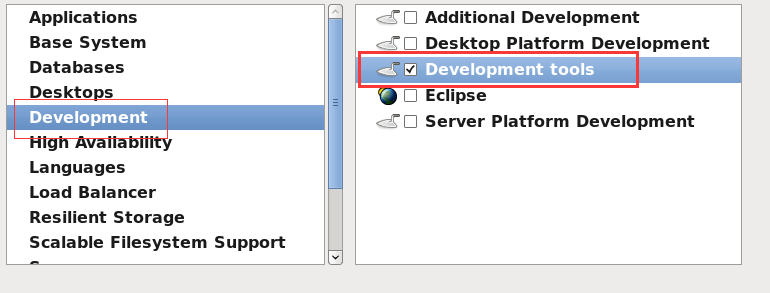 Applications
Base System
Databases
Desktops
Development
High Availability
Languages
Load Balancer
Resilient Storage
Scalable Filesystem Support
Additional Development
Desktop Platform Development
Development tools
Eclipse
Server Platform Development